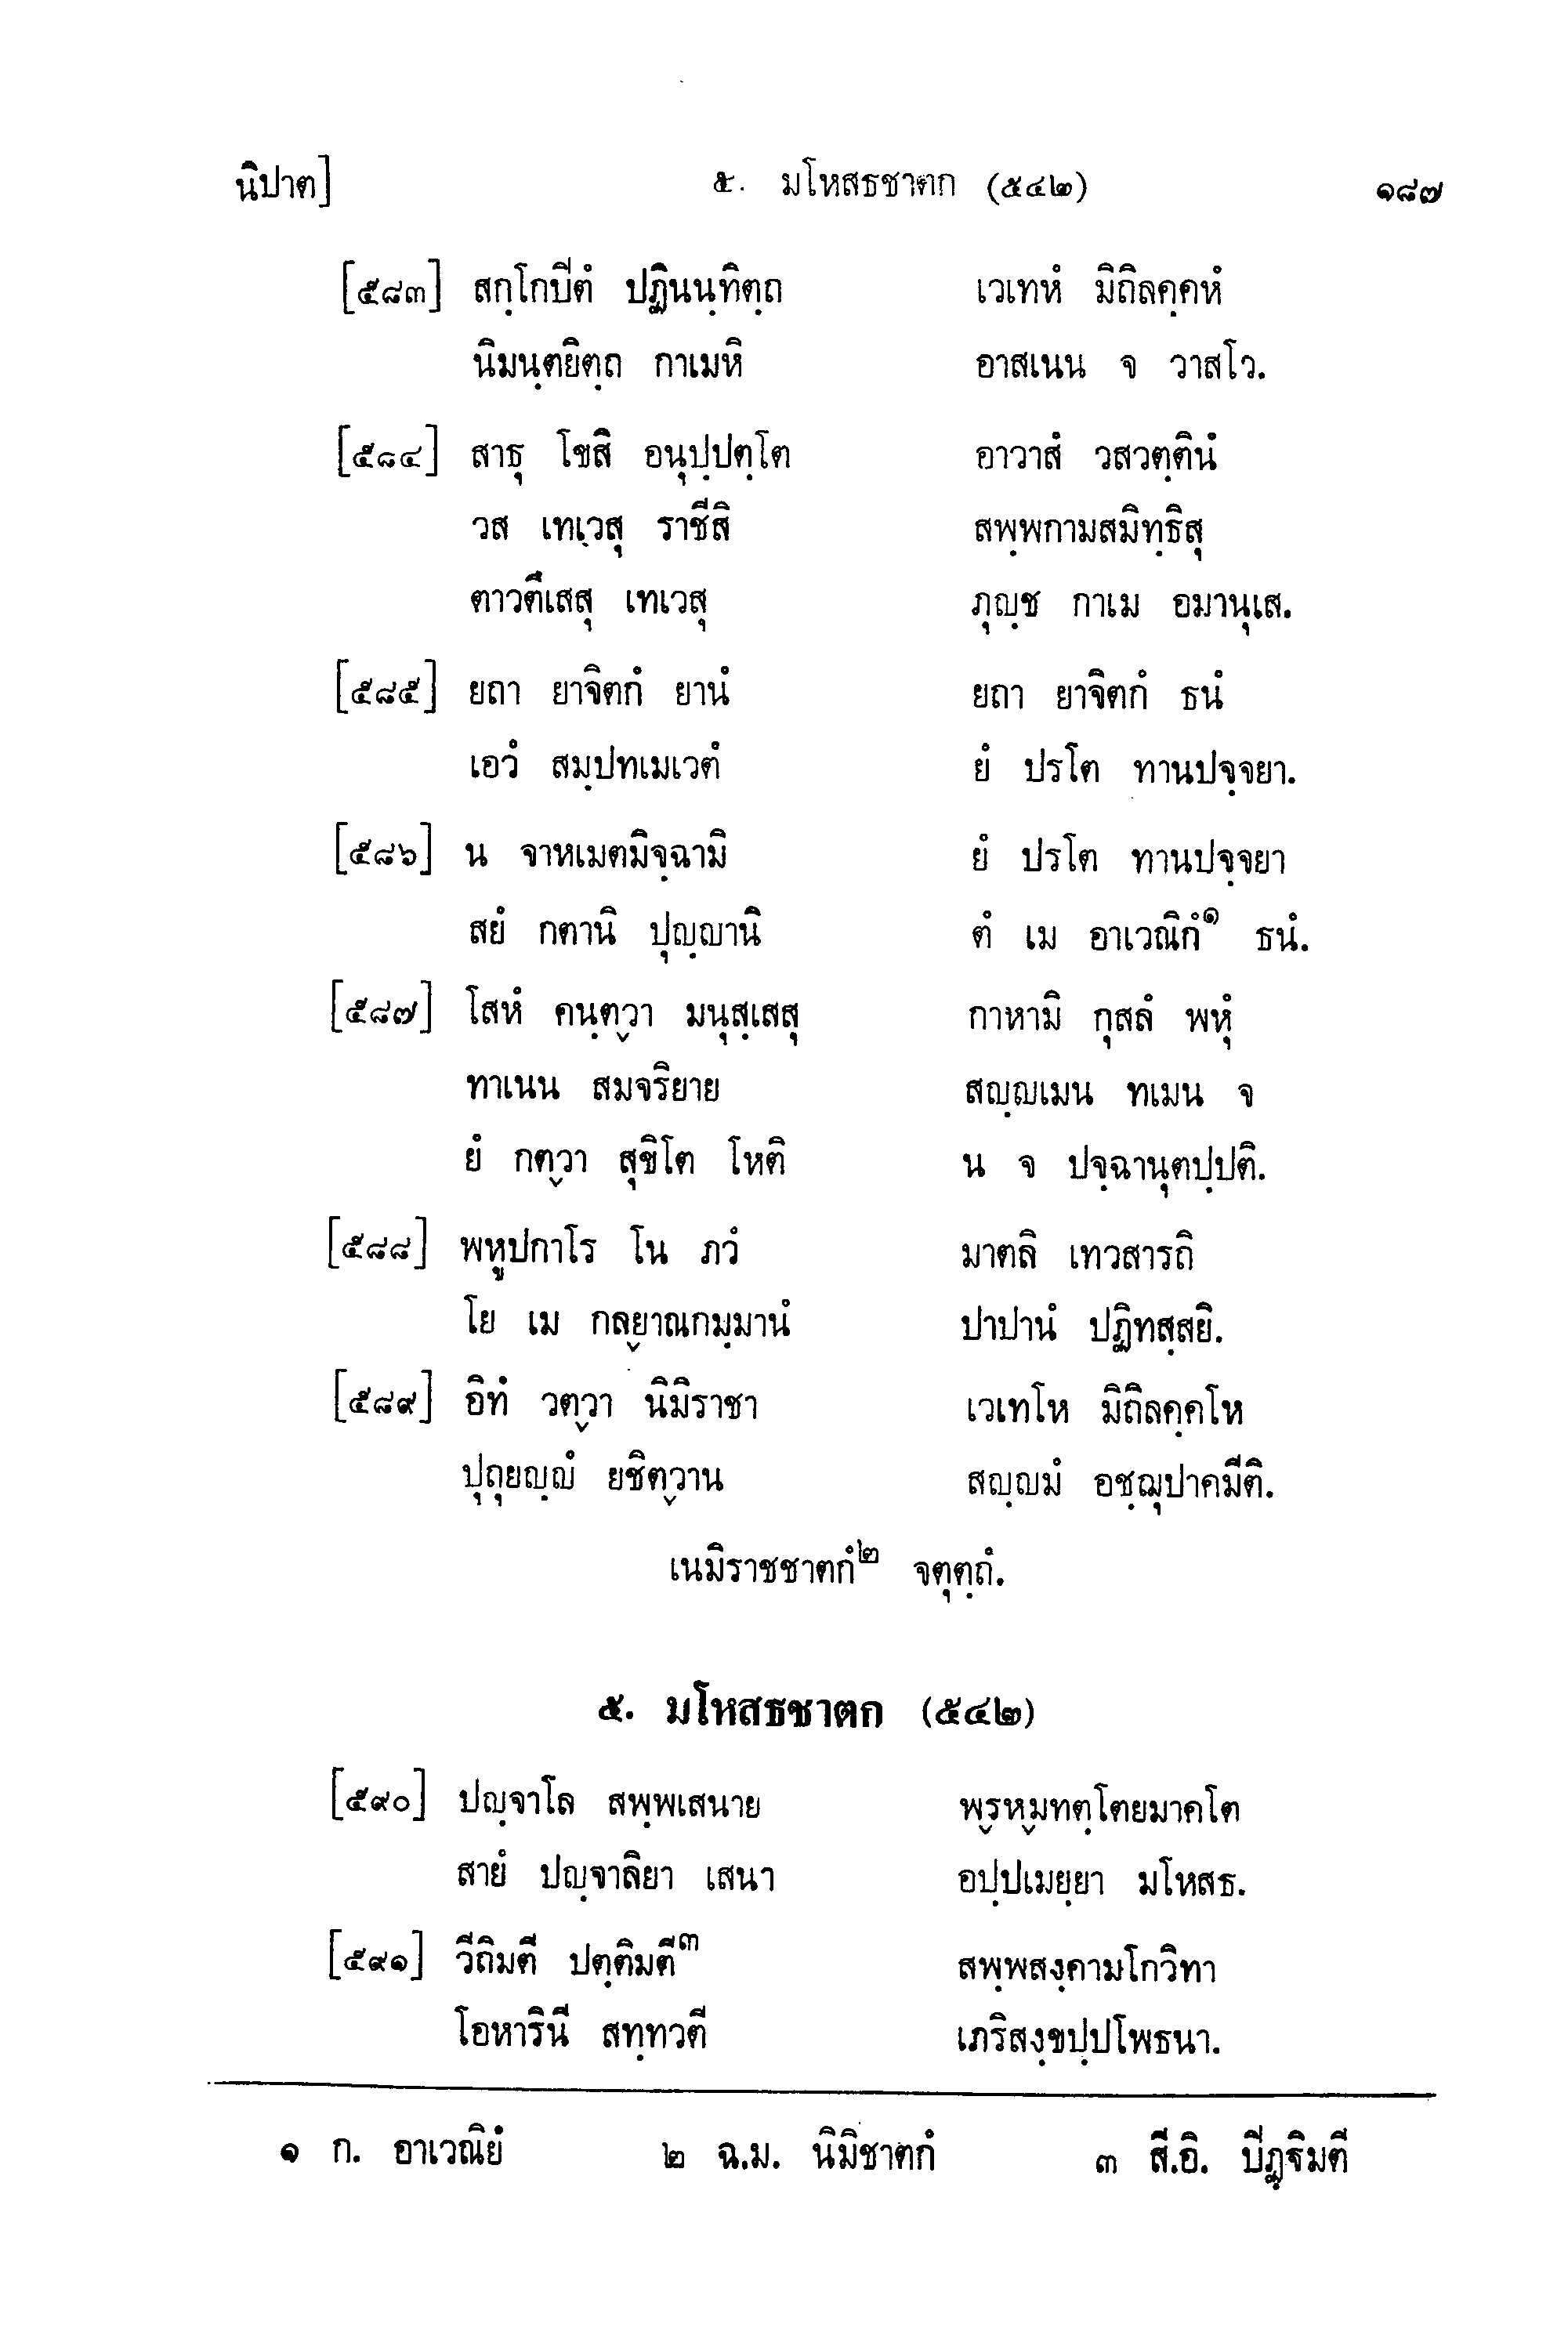 นิปาต] ๕. มโหสธชาตก (๕๔๒) ๑๘๗
[๕๘๓] สกฺโกปีตํ ปฏินนฺทิตฺถ เวเทหํ มิถิลคฺคหํ
นิมนฺตยิตฺถ กาเมหิ อาสเนน จ วาสโว.
[๕๘๔] สาธุ โขสิ อนุปฺปตฺโต อาวาสํ วสวตฺตินํ
วส เทเวสุ ราชีสิ สพฺพกามสมิทฺธิสุ
ตาวตึเสสุ เทเวสุ ภุญฺช กาเม อมานุเส.
[๕๘๕] ยถา ยาจิตกํ ยานํ ยถา ยาจิตกํ ธนํ
เอวํ สมฺปทเมเวตํ ยํ ปรโต ทานปจฺจยา.
[๕๘๖] น จาหเมตมิจฺฉามิ ยํ ปรโต ทานปจฺจยา
สยํ กตานิ ปุญฺญานิ ตํ เม อาเวณิกํ๑ ธนํ.
[๕๘๗] โสหํ คนฺตฺวา มนุสฺเสสุ กาหามิ กุสลํ พหุํ
ทาเนน สมจริยาย สญฺญเมน ทเมน จ
ยํ กตฺวา สุขิโต โหติ น จ ปจฺฉานุตปฺปติ.
[๕๘๘] พหูปกาโร โน ภวํ มาตลิ เทวสารถิ
โย เม กลฺยาณกมฺมานํ ปาปานํ ปฏิทสฺสยิ.
[๕๘๙] อิทํ วตฺวา นิมิราชา เวเทโห มิถิลคฺคโห
ปุถุยญฺญํ ยชิตฺวาน สญฺญมํ อชฺฌุปาคมีติ.
เนมิราชชาตกํ๒ จตุตฺถํ.
๕. มโหสธชาตก (๕๔๒)
[๕๙๐] ปญฺจาโล สพฺพเสนาย พฺรหฺมทตฺโตยมาคโต
สายํ ปญฺจาลิยา เสนา อปฺปเมยฺยา มโหสธ.
[๕๙๑] วีถิมตี ปตฺติมตี๓ สพฺพสงฺคามโกวิทา
โอหารินี สทฺทวตี เภริสงฺขปฺปโพธนา.
๑ ก. อาเวณิยํ ๒ ฉ.ม. นิมิชาตกํ ๓ สี.อิ. ปีฏฺฐิมตี